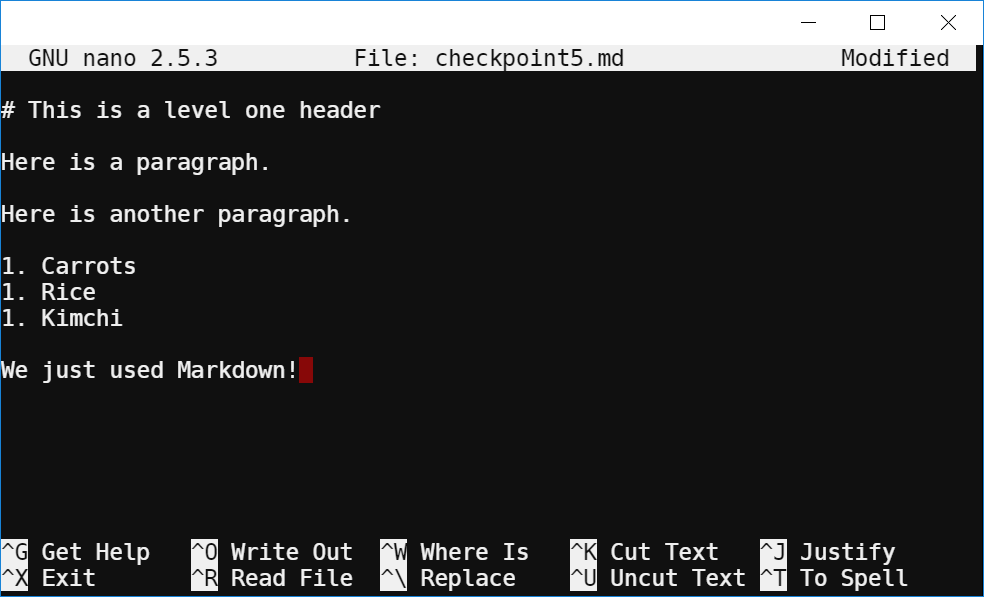 GNU nano 2.5.3 File: checkpoint5.md Modified
# This is a level one header
Here is a paragraph.
Here is another paragraph.
1. Carrots
1. Rice
1. Kimchi
We just used Markdown!
^G Get Help ^O Write Out ^W Where Is ^K Cut Text ^J Justify
^X Exit ^R Read File ^\ Replace ^U Uncut Text ^T To Spell